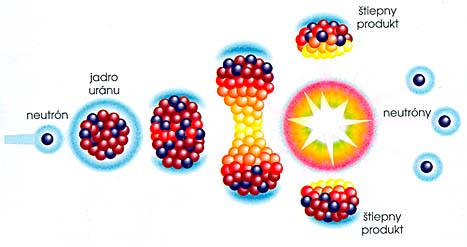 neutrón
jadro
uránu
štiepny
produkt
neutróny
štiepny
produkt